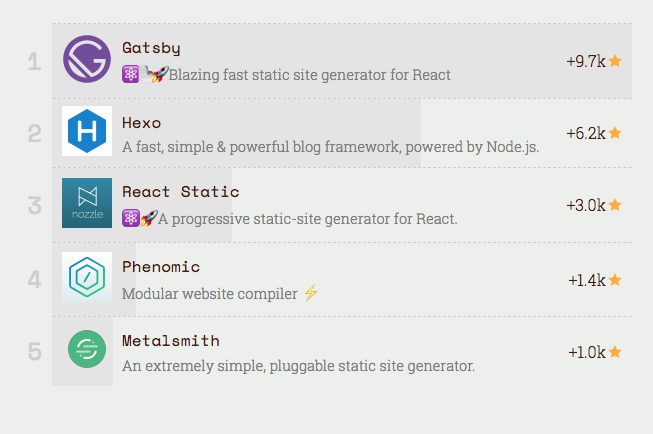 1
Gatsby
⚛️📄🚀Blazing fast static site generator for React
+9.7k⭐
2
H
Hexo
A fast, simple & powerful blog framework, powered by Node.js.
+6.2k⭐
3
nozzle
React Static
⚛️🚀A progressive static-site generator for React.
+3.0k⭐
4
Phenomic
Modular website compiler ⚡
+1.4k⭐
5
Metalsmith
An extremely simple, pluggable static site generator.
+1.0k⭐